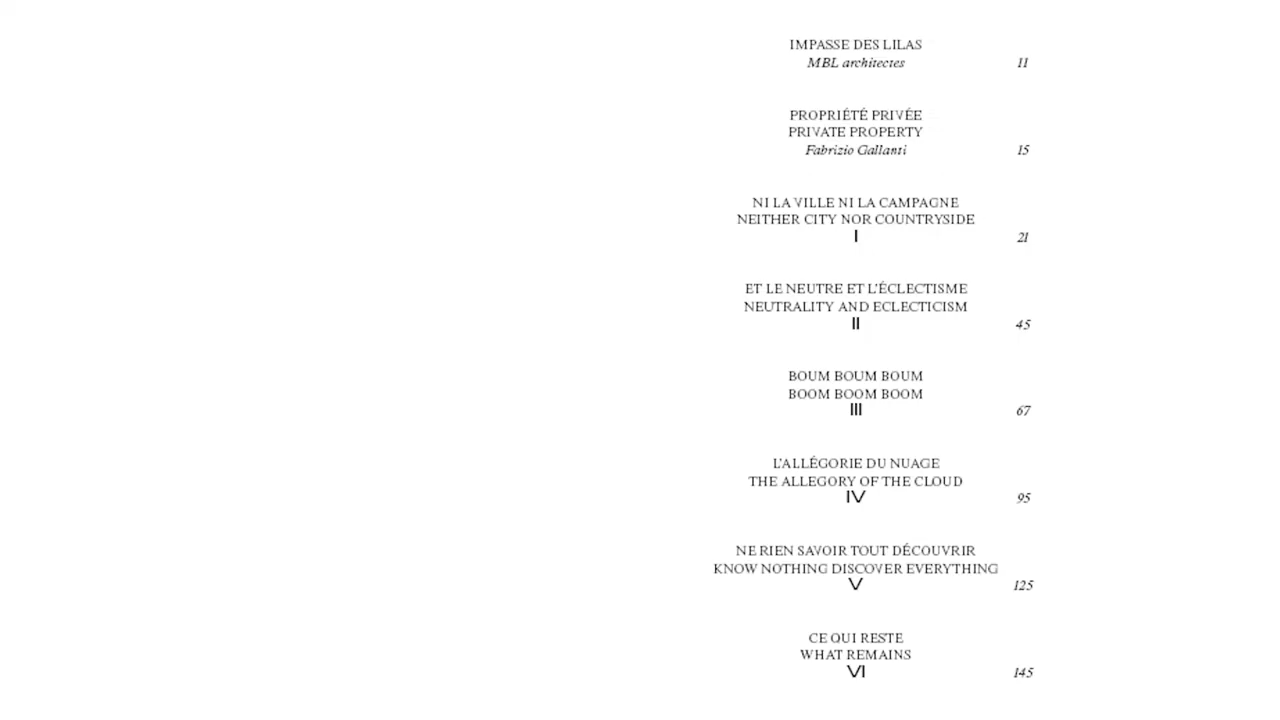 IMPASSE DES LILAS
MBL architectes 11
PROPRIÉTÉ PRIVÉE
PRIVATE PROPERTY
Fabrizio Gallanti 15
NI LA VILLE NI LA CAMPAGNE
NEITHER CITY NOR COUNTRYSIDE
I 21
ET LE NEUTRE ET L'ÉCLECTISME
NEUTRALITY AND ECLECTICISM
II 45
BOUM BOUM BOUM
BOOM BOOM BOOM
III 67
L'ALLÉGORIE DU NUAGE
THE ALLEGORY OF THE CLOUD
IV 95
NE RIEN SAVOIR TOUT DÉCOUVRIR
KNOW NOTHING DISCOVER EVERYTHING
V 125
CE QUI RESTE
WHAT REMAINS
VI 145